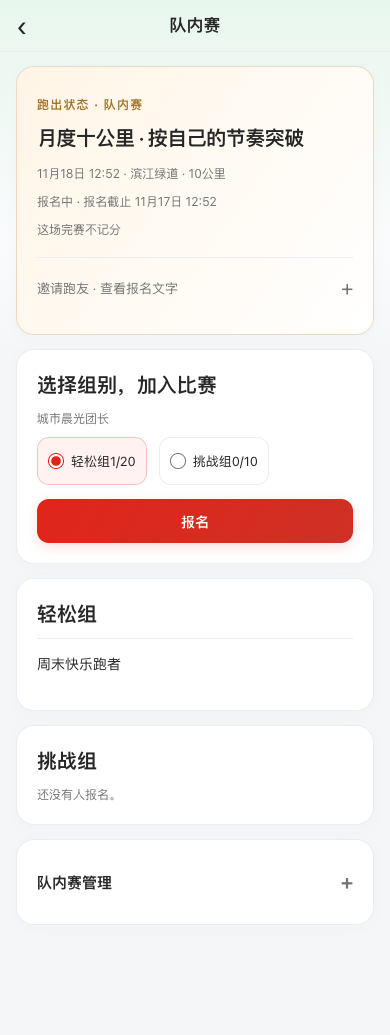 ‹ 队内赛
跑出状态 · 队内赛
月度十公里 · 按自己的节奏突破
11月18日 12:52 · 滨江绿道 · 10公里
报名中 · 报名截止 11月17日 12:52
这场完赛不记分
邀请跑友 · 查看报名文字 +
选择组别，加入比赛
城市晨光团长
轻松组1/20 挑战组0/10
报名
轻松组
周末快乐跑者
挑战组
还没有人报名。
队内赛管理 +